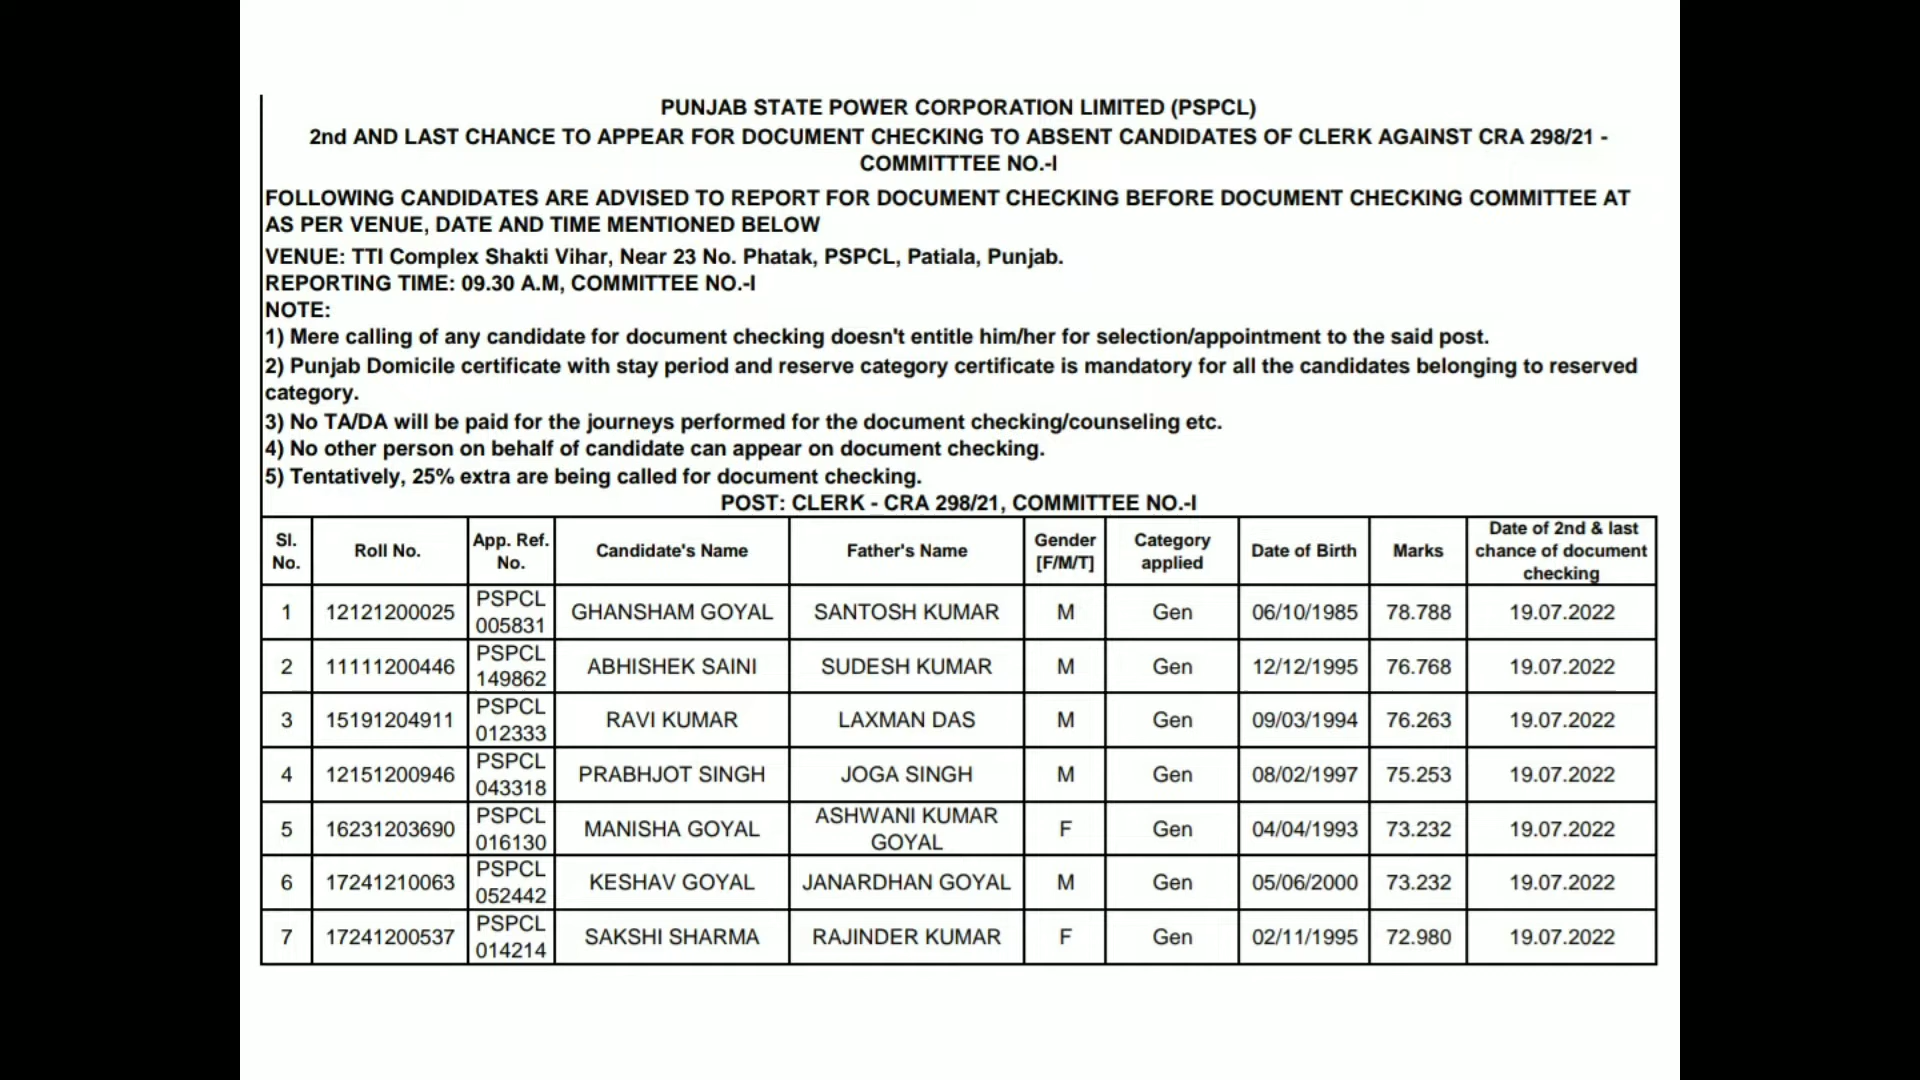 PUNJAB STATE POWER CORPORATION LIMITED (PSPCL)
2nd AND LAST CHANCE TO APPEAR FOR DOCUMENT CHECKING TO ABSENT CANDIDATES OF CLERK AGAINST CRA 298/21 -
COMMITTTEE NO.-I
FOLLOWING CANDIDATES ARE ADVISED TO REPORT FOR DOCUMENT CHECKING BEFORE DOCUMENT CHECKING COMMITTEE AT
AS PER VENUE, DATE AND TIME MENTIONED BELOW
VENUE: TTI Complex Shakti Vihar, Near 23 No. Phatak, PSPCL, Patiala, Punjab.
REPORTING TIME: 09.30 A.M, COMMITTEE NO.-I
NOTE:
1) Mere calling of any candidate for document checking doesn't entitle him/her for selection/appointment to the said post.
2) Punjab Domicile certificate with stay period and reserve category certificate is mandatory for all the candidates belonging to reserved
category.
3) No TA/DA will be paid for the journeys performed for the document checking/counseling etc.
4) No other person on behalf of candidate can appear on document checking.
5) Tentatively, 25% extra are being called for document checking.
POST: CLERK - CRA 298/21, COMMITTEE NO.-I
Sl. No. Roll No. App. Ref. No. Candidate's Name Father's Name Gender [F/M/T] Category applied Date of Birth Marks Date of 2nd & last chance of document checking
1 12121200025 PSPCL 005831 GHANSHAM GOYAL SANTOSH KUMAR M Gen 06/10/1985 78.788 19.07.2022
2 11111200446 PSPCL 149862 ABHISHEK SAINI SUDESH KUMAR M Gen 12/12/1995 76.768 19.07.2022
3 15191204911 PSPCL 012333 RAVI KUMAR LAXMAN DAS M Gen 09/03/1994 76.263 19.07.2022
4 12151200946 PSPCL 043318 PRABHJOT SINGH JOGA SINGH M Gen 08/02/1997 75.253 19.07.2022
5 16231203690 PSPCL 016130 MANISHA GOYAL ASHWANI KUMAR GOYAL F Gen 04/04/1993 73.232 19.07.2022
6 17241210063 PSPCL 052442 KESHAV GOYAL JANARDHAN GOYAL M Gen 05/06/2000 73.232 19.07.2022
7 17241200537 PSPCL 014214 SAKSHI SHARMA RAJINDER KUMAR F Gen 02/11/1995 72.980 19.07.2022